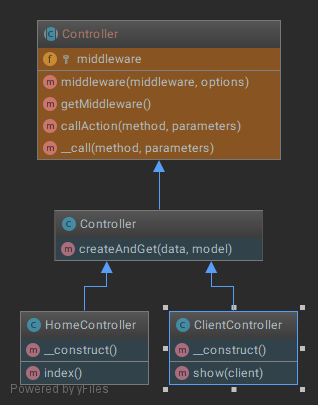 Controller
middleware
middleware(middleware, options)
getMiddleware()
callAction(method, parameters)
__call(method, parameters)
Controller
createAndGet(data, model)
HomeController
__construct()
index()
ClientController
__construct()
show(client)
Powered by yFiles